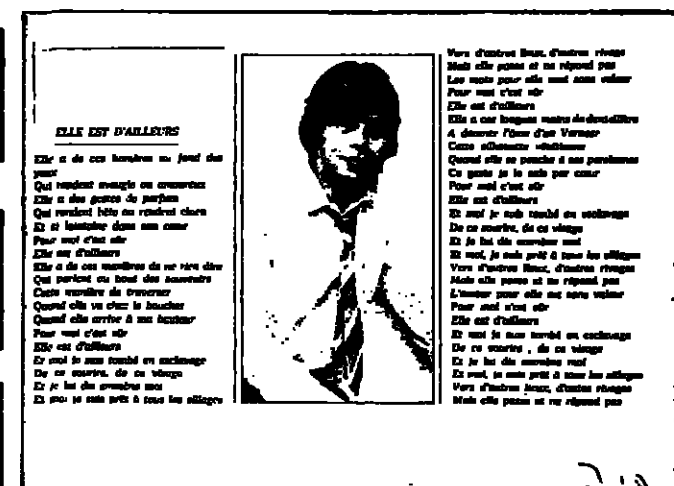 ELLE EST D'AILLEURS
Elle a de ces lumières au fond des
yeux
Qui rendent aveugle ou amoureux
Elle a des gestes de parfum
Qui rendent bête ou rendent chien
Et si lointaine dans son cœur
Pour moi c'est sûr
Elle est d'ailleurs
Elle a de ces manières de ne rien dire
Qui parlent au bout des souvenirs
Cette manière de traverser
Quand elle va chez le boucher
Quand elle arrive à ma hauteur
Pour moi c'est sûr
Elle est d'ailleurs
Et moi je suis tombé en esclavage
De ce sourire, de ce visage
Et je lui dis emmène moi
Et moi je suis prêt à tous les sillages
Vers d'autres lieux, d'autres rivage
Mais elle passe et ne répond pas
Les mots pour elle sont sans valeur
Pour moi c'est sûr
Elle est d'ailleurs
Elle a ces longues mains de dentellière
A damner l'âme d'un Vermeer
Cette silhouette vénitienne
Quand elle se penche à ses persiennes
Ce geste je le sais par cœur
Pour moi c'est sûr
Elle est d'ailleurs
Et moi je suis tombé en esclavage
De ce sourire, de ce visage
Et je lui dis emmène moi
Et moi, je suis prêt à tous les sillages
Vers d'autres lieux, d'autres rivages
Mais elle passe et ne répond pas
L'amour pour elle est sans valeur
Pour moi c'est sûr
Elle est d'ailleurs
Et moi je suis tombé en esclavage
De ce sourire , de ce visage
Et je lui dis emmène moi
Et moi, je suis prêt à tous les sillages
Vers d'autres lieux, d'autres rivages
Mais elle passe et ne répond pas